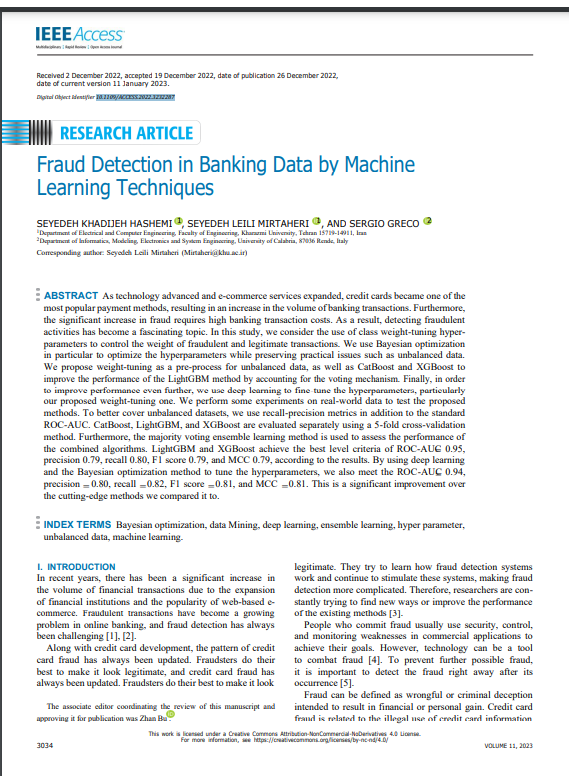 IEEE Access
Multidisciplinary | Rapid Review | Open Access Journal
Received 2 December 2022, accepted 19 December 2022, date of publication 26 December 2022,
date of current version 11 January 2023.
Digital Object Identifier 10.1109/ACCESS.2022.3232287
RESEARCH ARTICLE
Fraud Detection in Banking Data by Machine
Learning Techniques
SEYEDEH KHADIJEH HASHEMI 1, SEYEDEH LEILI MIRTAHERI 1, AND SERGIO GRECO 2
1Department of Electrical and Computer Engineering, Faculty of Engineering, Kharazmi University, Tehran 15719-14911, Iran
2Department of Informatics, Modeling, Electronics and System Engineering, University of Calabria, 87036 Rende, Italy
Corresponding author: Seyedeh Leili Mirtaheri (Mirtaheri@khu.ac.ir)
ABSTRACT As technology advanced and e-commerce services expanded, credit cards became one of the
most popular payment methods, resulting in an increase in the volume of banking transactions. Furthermore,
the significant increase in fraud requires high banking transaction costs. As a result, detecting fraudulent
activities has become a fascinating topic. In this study, we consider the use of class weight-tuning hyper-
parameters to control the weight of fraudulent and legitimate transactions. We use Bayesian optimization
in particular to optimize the hyperparameters while preserving practical issues such as unbalanced data.
We propose weight-tuning as a pre-process for unbalanced data, as well as CatBoost and XGBoost to
improve the performance of the LightGBM method by accounting for the voting mechanism. Finally, in order
to improve performance even further, we use deep learning to fine tune the hyperparameters, particularly
our proposed weight-tuning one. We perform some experiments on real-world data to test the proposed
methods. To better cover unbalanced datasets, we use recall-precision metrics in addition to the standard
ROC-AUC. CatBoost, LightGBM, and XGBoost are evaluated separately using a 5-fold cross-validation
method. Furthermore, the majority voting ensemble learning method is used to assess the performance of
the combined algorithms. LightGBM and XGBoost achieve the best level criteria of ROC-AUC 0.95,
precision 0.79, recall 0.80, F1 score 0.79, and MCC 0.79, according to the results. By using deep learning
and the Bayesian optimization method to tune the hyperparameters, we also meet the ROC-AUC 0.94,
precision = 0.80, recall =0.82, F1 score =0.81, and MCC =0.81. This is a significant improvement over
the cutting-edge methods we compared it to.
INDEX TERMS Bayesian optimization, data Mining, deep learning, ensemble learning, hyper parameter,
unbalanced data, machine learning.
I. INTRODUCTION
In recent years, there has been a significant increase in
the volume of financial transactions due to the expansion
of financial institutions and the popularity of web-based e-
commerce. Fraudulent transactions have become a growing
problem in online banking, and fraud detection has always
been challenging [1], [2].
Along with credit card development, the pattern of credit
card fraud has always been updated. Fraudsters do their
best to make it look legitimate, and credit card fraud has
always been updated. Fraudsters do their best to make it look
The associate editor coordinating the review of this manuscript and
approving it for publication was Zhan Bu.
legitimate. They try to learn how fraud detection systems
work and continue to stimulate these systems, making fraud
detection more complicated. Therefore, researchers are con-
stantly trying to find new ways or improve the performance
of the existing methods [3].
People who commit fraud usually use security, control,
and monitoring weaknesses in commercial applications to
achieve their goals. However, technology can be a tool
to combat fraud [4]. To prevent further possible fraud,
it is important to detect the fraud right away after its
occurrence [5].
Fraud can be defined as wrongful or criminal deception
intended to result in financial or personal gain. Credit card
fraud is related to the illegal use of credit card information
This work is licensed under a Creative Commons Attribution-NonCommercial-NoDerivatives 4.0 License.
For more information, see https://creativecommons.org/licenses/by-nc-nd/4.0/
3034
VOLUME 11, 2023